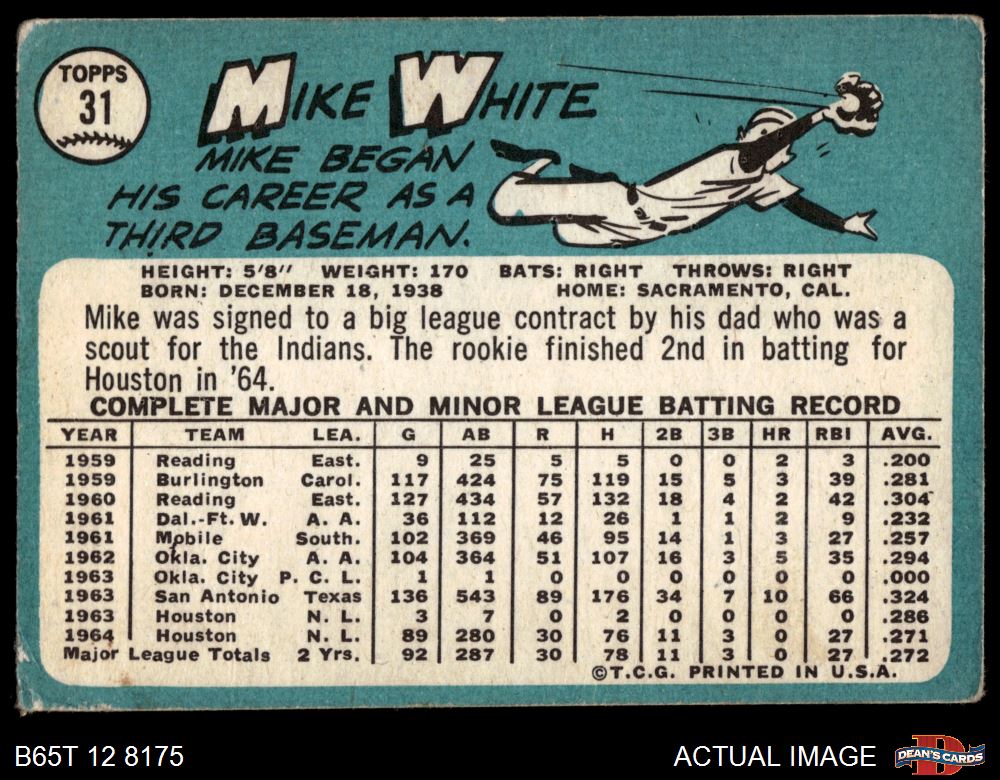 TOPPS
31
MIKE WHITE
MIKE BEGAN
HIS CAREER AS A
THIRD BASEMAN.
HEIGHT: 5'8" WEIGHT: 170 BATS: RIGHT THROWS: RIGHT
BORN: DECEMBER 18, 1938 HOME: SACRAMENTO, CAL.
Mike was signed to a big league contract by his dad who was a
scout for the Indians. The rookie finished 2nd in batting for
Houston in '64.
COMPLETE MAJOR AND MINOR LEAGUE BATTING RECORD
YEAR TEAM LEA. G AB R H 2B 3B HR RBI AVG.
1959 Reading East. 9 25 5 5 0 0 2 3 .200
1959 Burlington Carol. 117 424 75 119 15 5 3 39 .281
1960 Reading East. 127 434 57 132 18 4 2 42 .304
1961 Dal.-Ft. W. A. A. 36 112 12 26 1 1 2 9 .232
1961 Mobile South. 102 369 46 95 14 1 3 27 .257
1962 Okla. City A. A. 104 364 51 107 16 3 5 35 .294
1963 Okla. City P. C. L. 1 1 0 0 0 0 0 0 .000
1963 San Antonio Texas 136 543 89 176 34 7 10 66 .324
1963 Houston N. L. 3 7 0 2 0 0 0 0 .286
1964 Houston N. L. 89 280 30 76 11 3 0 27 .271
Major League Totals 2 Yrs. 92 287 30 78 11 3 0 27 .272
©T.C.G. PRINTED IN U.S.A.
B65T 12 8175 ACTUAL IMAGE
D
DEAN'S CARDS